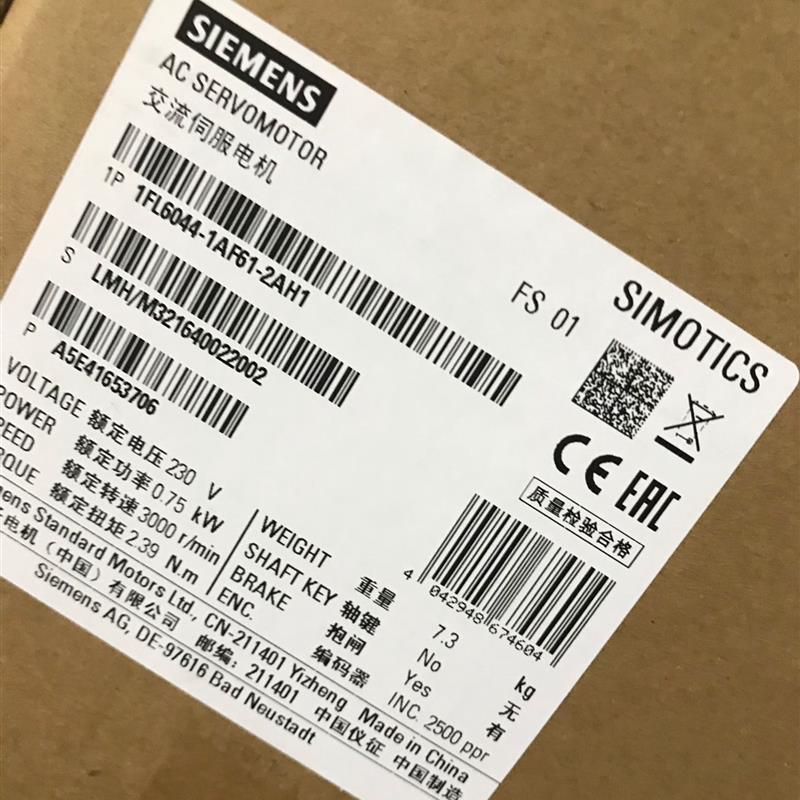 SIEMENS
AC SERVOMOTOR
交流伺服电机
1P 1FL6044-1AF61-2AH1
S LMH/M321640022002
P A5E41653706
FS 01
SIMOTICS
CE EAC
质量检验合格
4 042948 674604
VOLTAGE 额定电压 230 V
POWER 额定功率 0.75 kW
PEED 额定转速 3000 r/min
RQUE 额定扭矩 2.39 N.m
WEIGHT 重量 7.3 kg
SHAFT KEY 轴键 No 无
BRAKE 抱闸 Yes 有
ENC. 编码器 INC. 2500 ppr
mens Standard Motors Ltd., CN-211401 Yizheng Made in China
电机（中国）有限公司 邮编：211401 中国仪征 中国制造
Siemens AG, DE-97616 Bad Neustadt